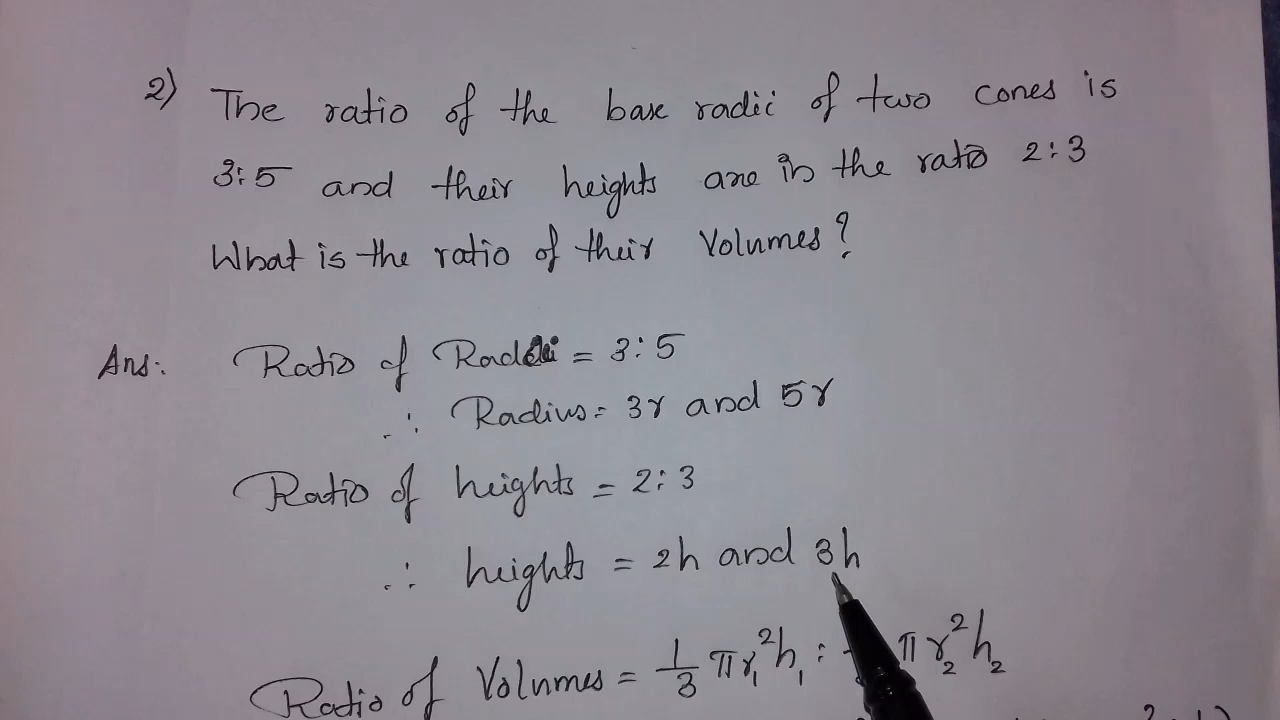 2) The ratio of the base radii of two cones is
3:5 and their heights are in the ratio 2:3
What is the ratio of their Volumes?
Ans: Ratio of Radii = 3:5
∴ Radius = 3r and 5r
Ratio of heights = 2:3
∴ heights = 2h and 3h
Ratio of Volumes = 1/3 πr₁²h₁ : πr₂²h₂